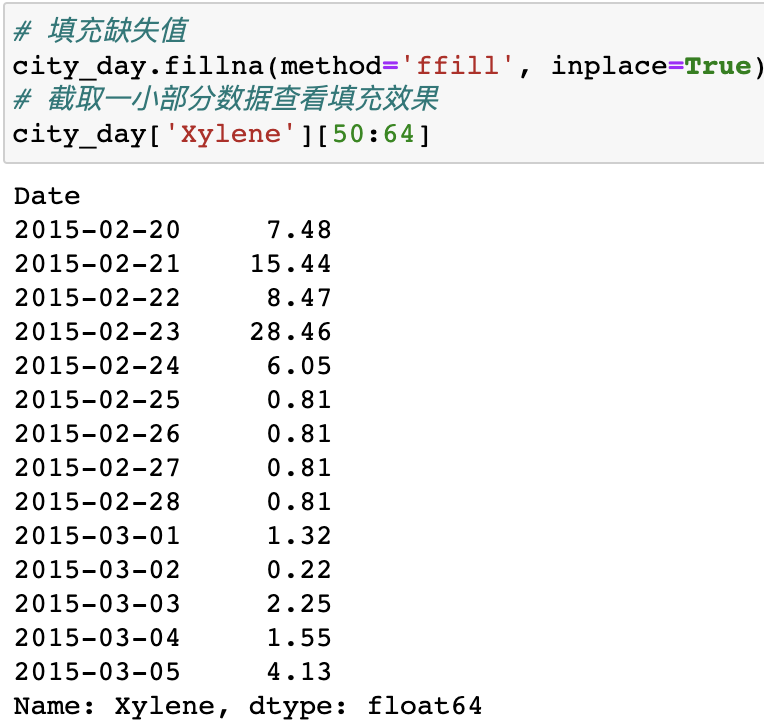 # 填充缺失值
city_day.fillna(method='ffill', inplace=True)
# 截取一小部分数据查看填充效果
city_day['Xylene'][50:64]
Date
2015-02-20     7.48
2015-02-21    15.44
2015-02-22     8.47
2015-02-23    28.46
2015-02-24     6.05
2015-02-25     0.81
2015-02-26     0.81
2015-02-27     0.81
2015-02-28     0.81
2015-03-01     1.32
2015-03-02     0.22
2015-03-03     2.25
2015-03-04     1.55
2015-03-05     4.13
Name: Xylene, dtype: float64